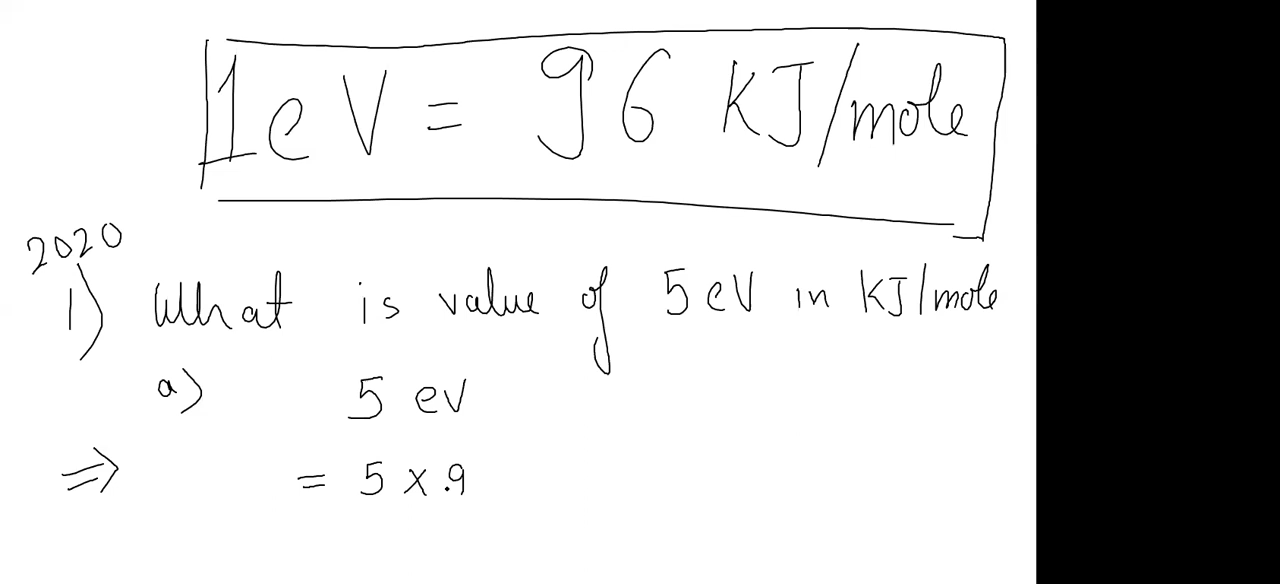 1eV = 96 KJ/mole
2020
1) What is value of 5eV in KJ/mole
a) 5 ev
⇒ = 5 × .9